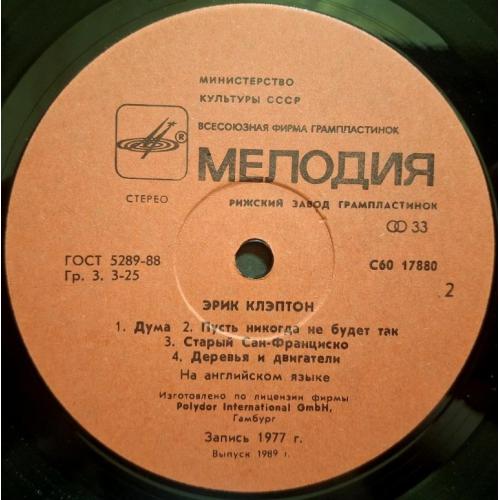 МИНИСТЕРСТВО
КУЛЬТУРЫ СССР
ВСЕСОЮЗНАЯ ФИРМА ГРАМПЛАСТИНОК
®
МЕЛОДИЯ
СТЕРЕО
РИЖСКИЙ ЗАВОД ГРАМПЛАСТИНОК
33
ГОСТ 5289-88
Гр. 3. 3-25
С60 17880
2
ЭРИК КЛЭПТОН
1. Дума 2. Пусть никогда не будет так
3. Старый Сан-Франциско
4. Деревья и двигатели
На английском языке
Изготовлено по лицензии фирмы
Polydor International GmbH,
Гамбург
Запись 1977 г.
Выпуск 1989 г.